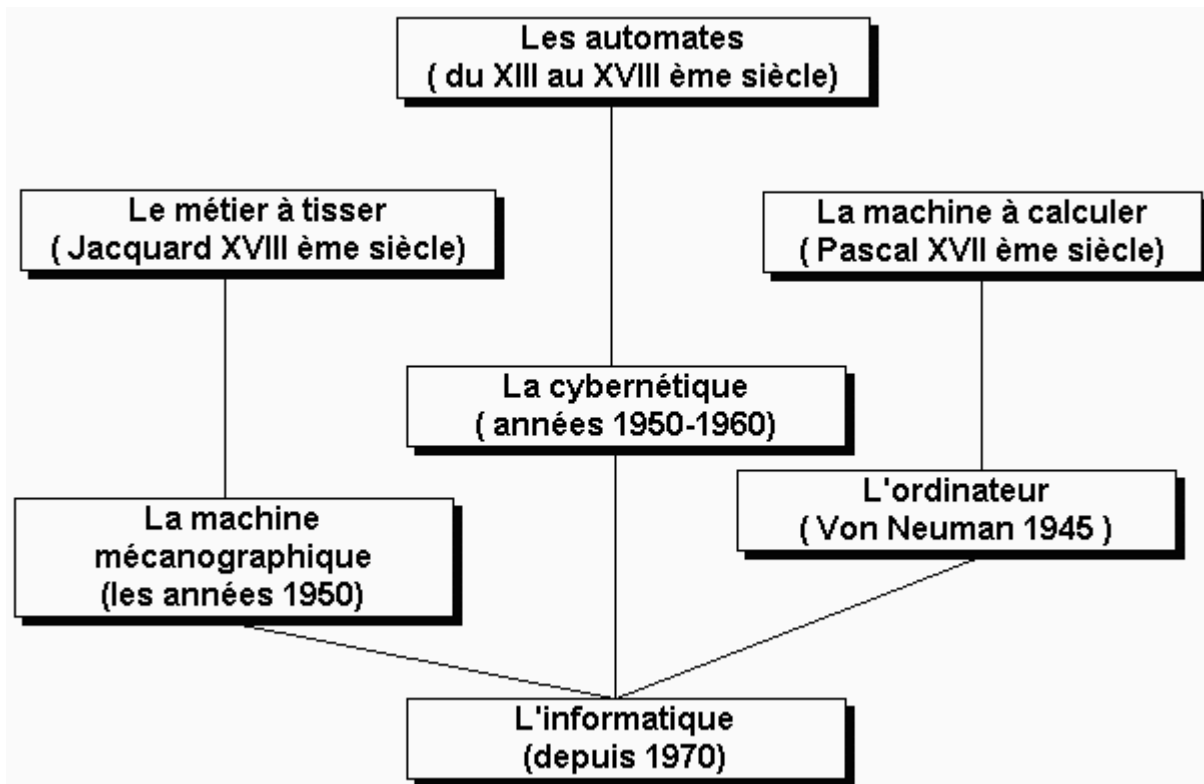 Les automates
( du XIII au XVIII ème siècle)
Le métier à tisser
( Jacquard XVIII ème siècle)
La machine à calculer
( Pascal XVII ème siècle)
La cybernétique
( années 1950-1960)
La machine
mécanographique
(les années 1950)
L'ordinateur
( Von Neuman 1945 )
L'informatique
(depuis 1970)